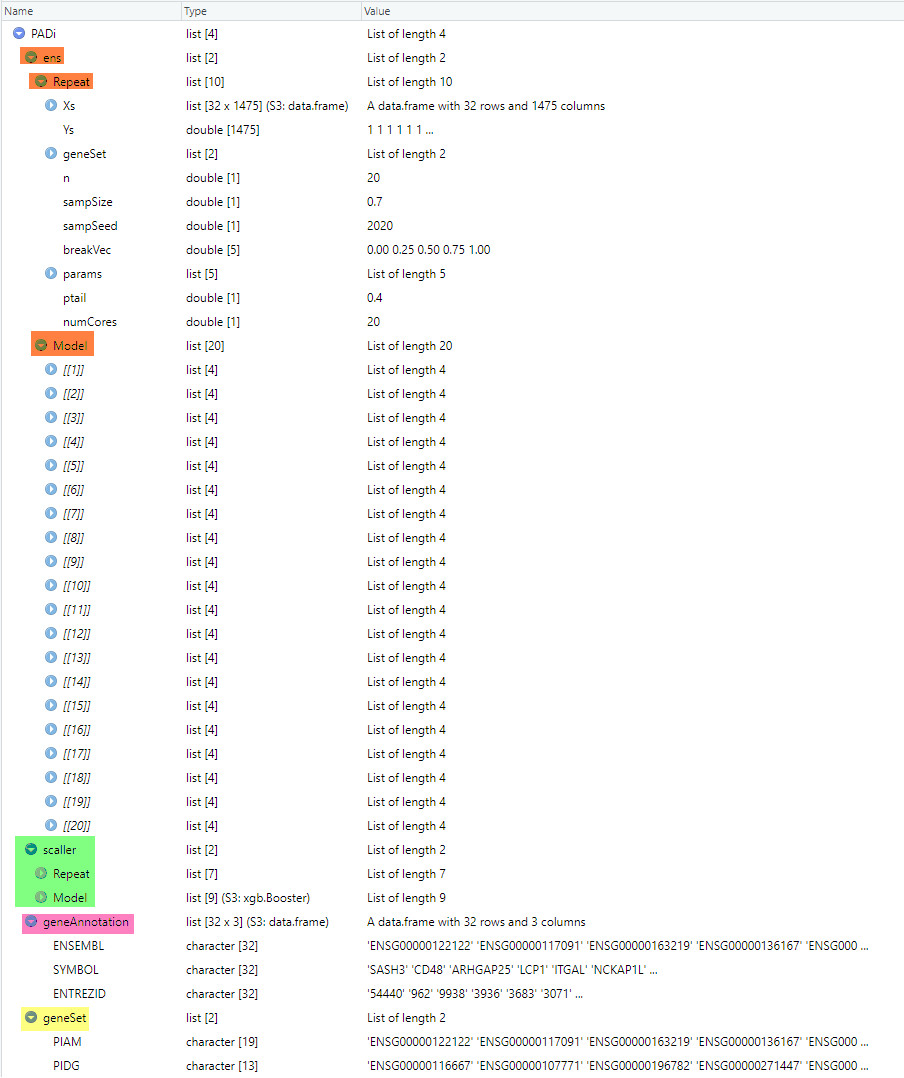 Name Type Value
PADi list [4] List of length 4
ens list [2] List of length 2
Repeat list [10] List of length 10
Xs list [32 x 1475] (S3: data.frame) A data.frame with 32 rows and 1475 columns
Ys double [1475] 1 1 1 1 1 1 ...
geneSet list [2] List of length 2
n double [1] 20
sampSize double [1] 0.7
sampSeed double [1] 2020
breakVec double [5] 0.00 0.25 0.50 0.75 1.00
params list [5] List of length 5
ptail double [1] 0.4
numCores double [1] 20
Model list [20] List of length 20
[[1]] list [4] List of length 4
[[2]] list [4] List of length 4
[[3]] list [4] List of length 4
[[4]] list [4] List of length 4
[[5]] list [4] List of length 4
[[6]] list [4] List of length 4
[[7]] list [4] List of length 4
[[8]] list [4] List of length 4
[[9]] list [4] List of length 4
[[10]] list [4] List of length 4
[[11]] list [4] List of length 4
[[12]] list [4] List of length 4
[[13]] list [4] List of length 4
[[14]] list [4] List of length 4
[[15]] list [4] List of length 4
[[16]] list [4] List of length 4
[[17]] list [4] List of length 4
[[18]] list [4] List of length 4
[[19]] list [4] List of length 4
[[20]] list [4] List of length 4
scaller list [2] List of length 2
Repeat list [7] List of length 7
Model list [9] (S3: xgb.Booster) List of length 9
geneAnnotation list [32 x 3] (S3: data.frame) A data.frame with 32 rows and 3 columns
ENSEMBL character [32] 'ENSG00000122122' 'ENSG00000117091' 'ENSG00000163219' 'ENSG00000136167' 'ENSG000 ...
SYMBOL character [32] 'SASH3' 'CD48' 'ARHGAP25' 'LCP1' 'ITGAL' 'NCKAP1L' ...
ENTREZID character [32] '54440' '962' '9938' '3936' '3683' '3071' ...
geneSet list [2] List of length 2
PIAM character [19] 'ENSG00000122122' 'ENSG00000117091' 'ENSG00000163219' 'ENSG00000136167' 'ENSG000 ...
PIDG character [13] 'ENSG00000116667' 'ENSG00000107771' 'ENSG00000196782' 'ENSG00000271447' 'ENSG000 ...